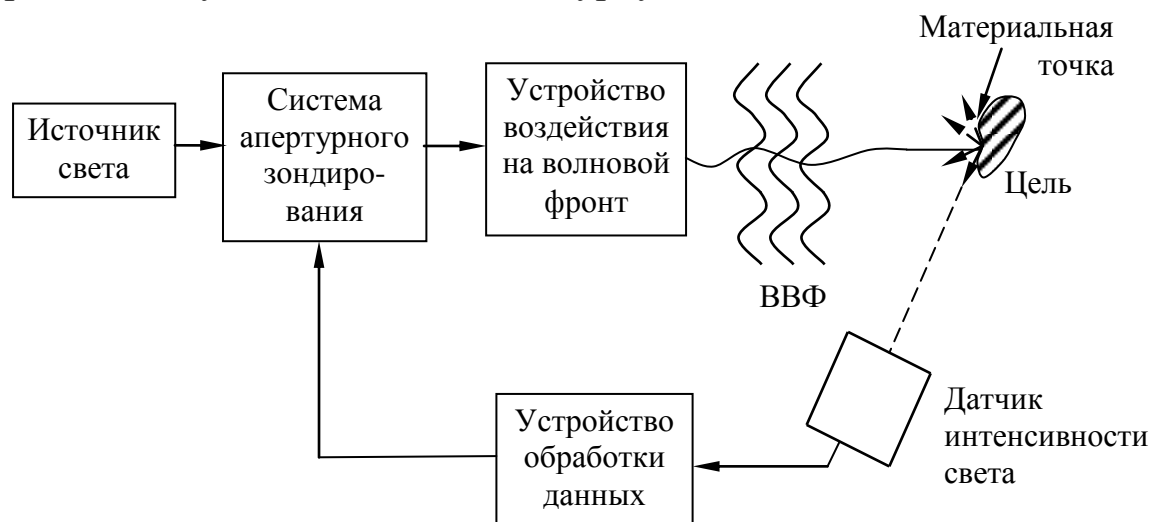 Источник
света
Система
апертурного
зондиро-
вания
Устройство
воздействия
на волновой
фронт
ВВФ
Материальная
точка
Цель
Датчик
интенсивности
света
Устройство
обработки
данных